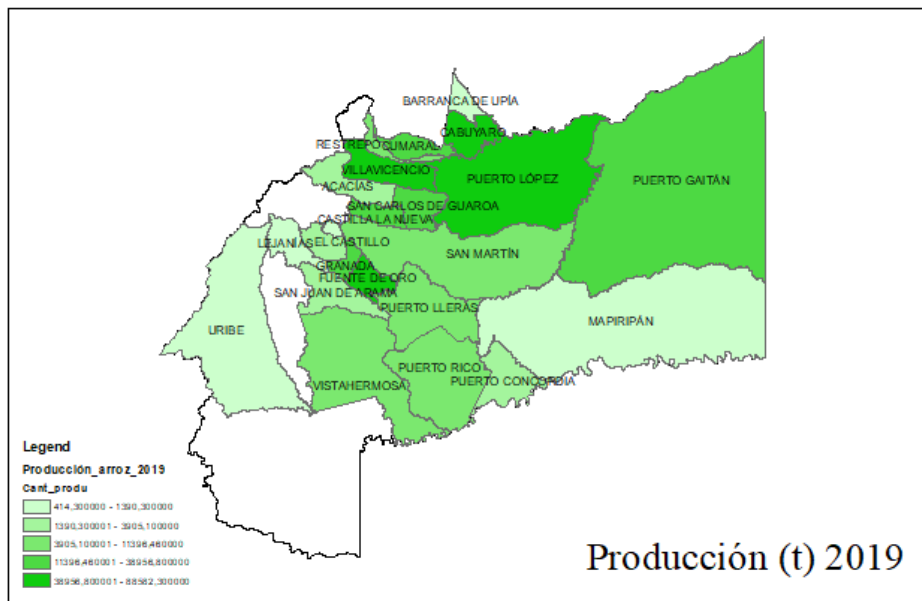 BARRANCA DE UPÍA
CABUYARO
RESTREPO
CUMARAL
VILLAVICENCIO
PUERTO LÓPEZ
PUERTO GAITÁN
ACACÍAS
SAN CARLOS DE GUAROA
CASTILLA LA NUEVA
LEJANÍAS
EL CASTILLO
SAN MARTÍN
GRANADA
FUENTE DE ORO
SAN JUAN DE ARAMA
PUERTO LLERAS
URIBE
MAPIRIPÁN
PUERTO RICO
PUERTO CONCORDIA
VISTAHERMOSA
Legend
Producción_arroz_2019
Cant_produ
414,300000 - 1390,300000
1390,300001 - 3905,100000
3905,100001 - 11396,460000
11396,460001 - 38956,800000
38956,800001 - 88582,300000
Producción (t) 2019